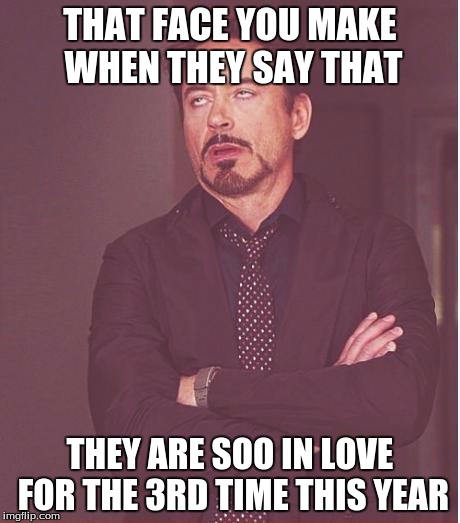 THAT FACE YOU MAKE
WHEN THEY SAY THAT
THEY ARE SOO IN LOVE
FOR THE 3RD TIME THIS YEAR
imgflip.com